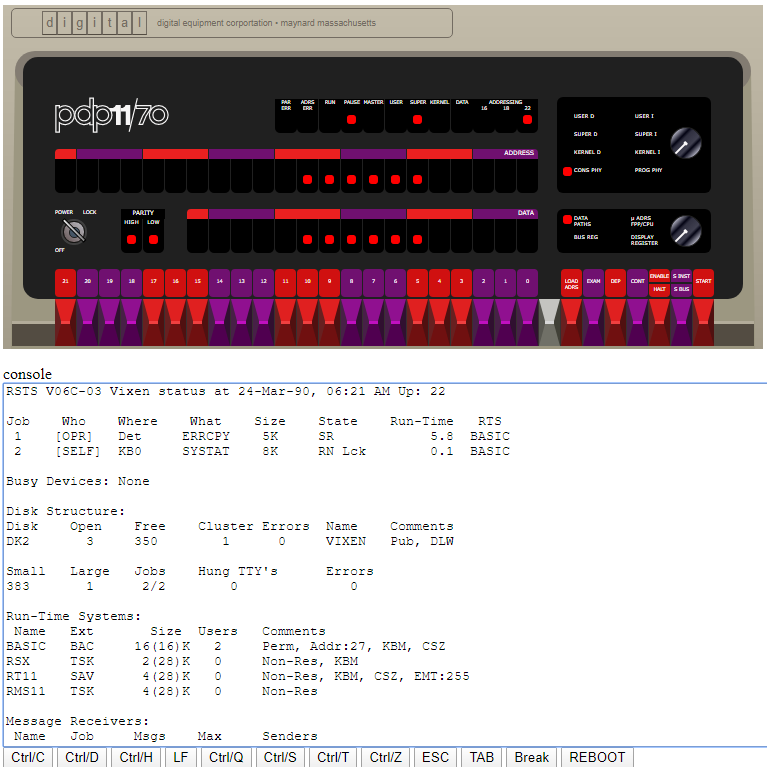 digital digital equipment corportation • maynard massachusetts
PAR ERR ADRS ERR RUN PAUSE MASTER USER SUPER KERNEL DATA ADDRESSING 16 18 22
pdp11/70
ADDRESS
USER D USER I
SUPER D SUPER I
KERNEL D KERNEL I
CONS PHY PROG PHY
POWER LOCK
OFF
PARITY
HIGH LOW
DATA
DATA PATHS µ ADRS FPP/CPU
BUS REG DISPLAY REGISTER
21 20 19 18 17 16 15 14 13 12 11 10 9 8 7 6 5 4 3 2 1 0 LOAD ADRS EXAM DEP CONT ENABLE HALT S INST S BUS START
console
RSTS V06C-03 Vixen status at 24-Mar-90, 06:21 AM Up: 22
Job Who Where What Size State Run-Time RTS
1 [OPR] Det ERRCPY 5K SR 5.8 BASIC
2 [SELF] KB0 SYSTAT 8K RN Lck 0.1 BASIC
Busy Devices: None
Disk Structure:
Disk Open Free Cluster Errors Name Comments
DK2 3 350 1 0 VIXEN Pub, DLW
Small Large Jobs Hung TTY's Errors
383 1 2/2 0 0
Run-Time Systems:
Name Ext Size Users Comments
BASIC BAC 16(16)K 2 Perm, Addr:27, KBM, CSZ
RSX TSK 2(28)K 0 Non-Res, KBM
RT11 SAV 4(28)K 0 Non-Res, KBM, CSZ, EMT:255
RMS11 TSK 4(28)K 0 Non-Res
Message Receivers:
Name Job Msgs Max Senders
Ctrl/C Ctrl/D Ctrl/H LF Ctrl/Q Ctrl/S Ctrl/T Ctrl/Z ESC TAB Break REBOOT